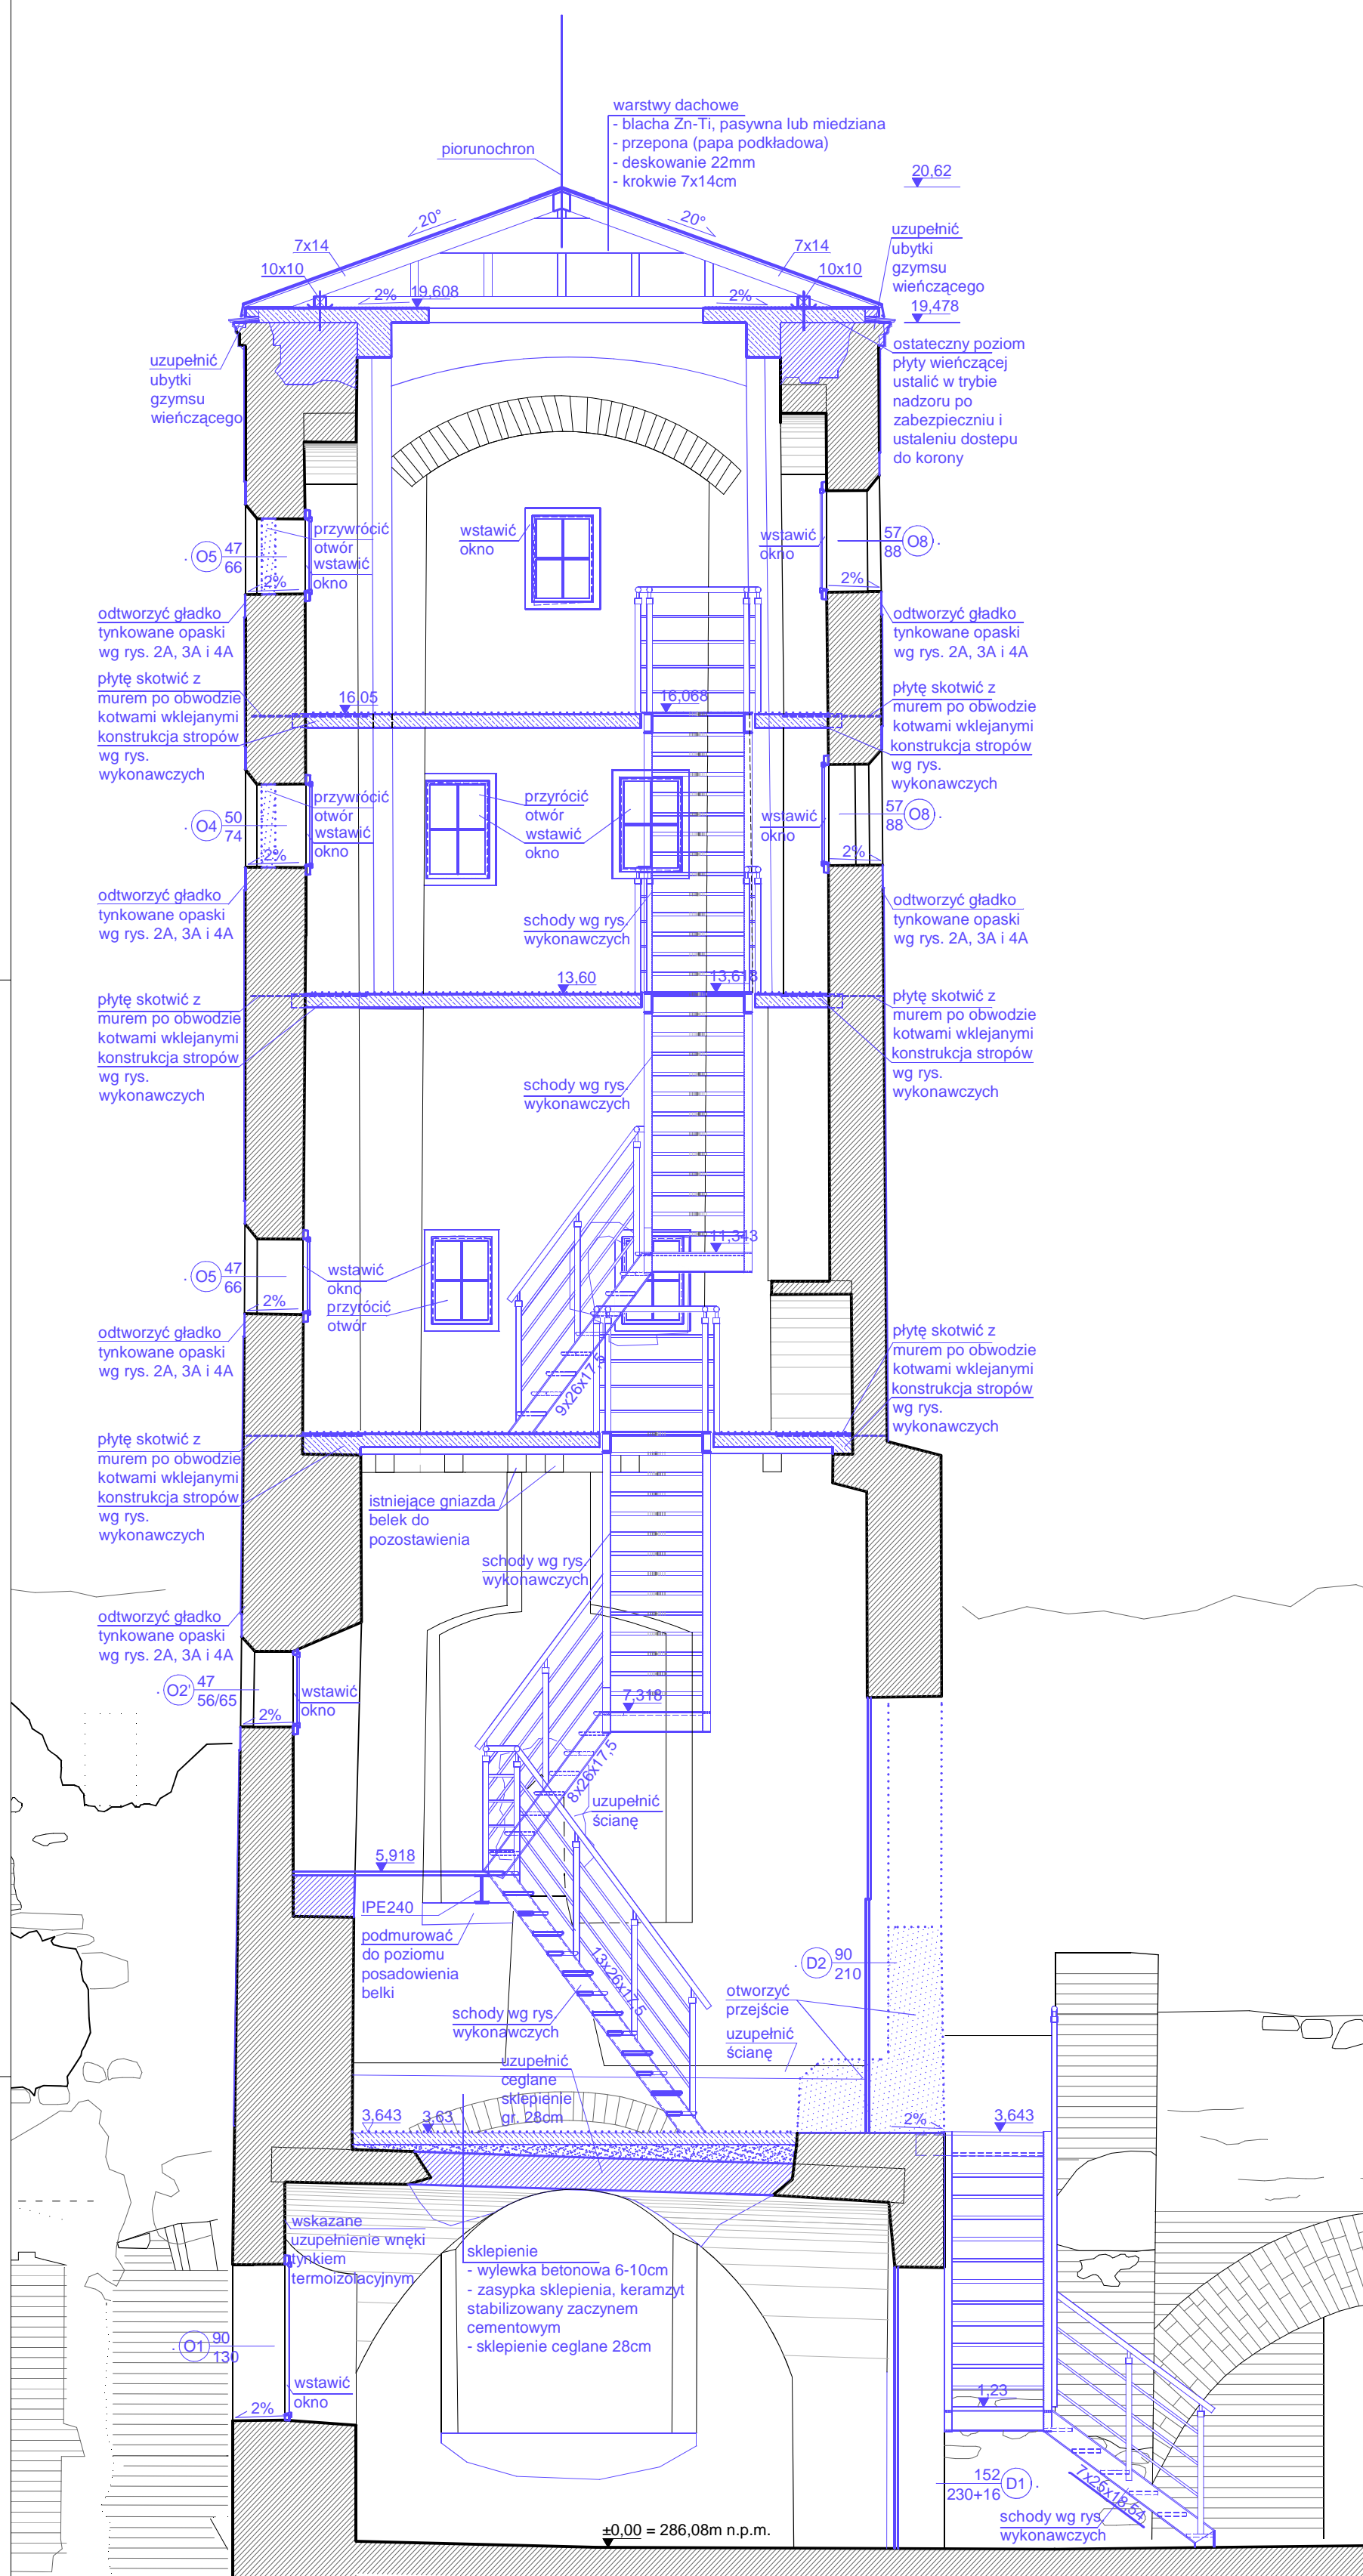 warstwy dachowe
- blacha Zn-Ti, pasywna lub miedziana
- przepona (papa podkładowa)
- deskowanie 22mm
- krokwie 7x14cm
piorunochron
20,62
20°
20°
uzupełnić
ubytki
gzymsu
wieńczącego
19,478
7x14
7x14
10x10
10x10
2%
19,608
2%
uzupełnić
ubytki
gzymsu
wieńczącego
ostateczny poziom
płyty wieńczącej
ustalić w trybie
nadzoru po
zabezpieczniu i
ustaleniu dostepu
do korony
O5
47
66
przywrócić
otwór
wstawić
okno
2%
wstawić
okno
wstawić
okno
57
88
O8
2%
odtworzyć gładko
tynkowane opaski
wg rys. 2A, 3A i 4A
odtworzyć gładko
tynkowane opaski
wg rys. 2A, 3A i 4A
płytę skotwić z
murem po obwodzie
kotwami wklejanymi
konstrukcja stropów
wg rys.
wykonawczych
16,05
16,068
płytę skotwić z
murem po obwodzie
kotwami wklejanymi
konstrukcja stropów
wg rys.
wykonawczych
O4
50
74
przywrócić
otwór
wstawić
okno
2%
przyrócić
otwór
wstawić
okno
wstawić
okno
57
88
O8
2%
odtworzyć gładko
tynkowane opaski
wg rys. 2A, 3A i 4A
schody wg rys.
wykonawczych
odtworzyć gładko
tynkowane opaski
wg rys. 2A, 3A i 4A
13,60
13,618
płytę skotwić z
murem po obwodzie
kotwami wklejanymi
konstrukcja stropów
wg rys.
wykonawczych
płytę skotwić z
murem po obwodzie
kotwami wklejanymi
konstrukcja stropów
wg rys.
wykonawczych
schody wg rys.
wykonawczych
11,343
O5
47
66
2%
wstawić
okno
przyrócić
otwór
odtworzyć gładko
tynkowane opaski
wg rys. 2A, 3A i 4A
9x26x17,5
płytę skotwić z
murem po obwodzie
kotwami wklejanymi
konstrukcja stropów
wg rys.
wykonawczych
płytę skotwić z
murem po obwodzie
kotwami wklejanymi
konstrukcja stropów
wg rys.
wykonawczych
istniejące gniazda
belek do
pozostawienia
schody wg rys.
wykonawczych
odtworzyć gładko
tynkowane opaski
wg rys. 2A, 3A i 4A
O2'
47
56/65
2%
wstawić
okno
7,318
8x26x17,5
uzupełnić
ścianę
5,918
IPE240
podmurować
do poziomu
posadowienia
belki
13x26x17,5
schody wg rys.
wykonawczych
D2
90
210
otworzyć
przejście
uzupełnić
ścianę
uzupełnić
ceglane
sklepienie
gr. 28cm
3,643
3,63
2%
3,643
wskazane
uzupełnienie wnęki
tynkiem
termoizolacyjnym
sklepienie
- wylewka betonowa 6-10cm
- zasypka sklepienia, keramzyt
stabilizowany zaczynem
cementowym
- sklepienie ceglane 28cm
O1
90
130
wstawić
okno
2%
1,23
152
230+16
D1
7x25x18,54
schody wg rys.
wykonawczych
±0,00 = 286,08m n.p.m.